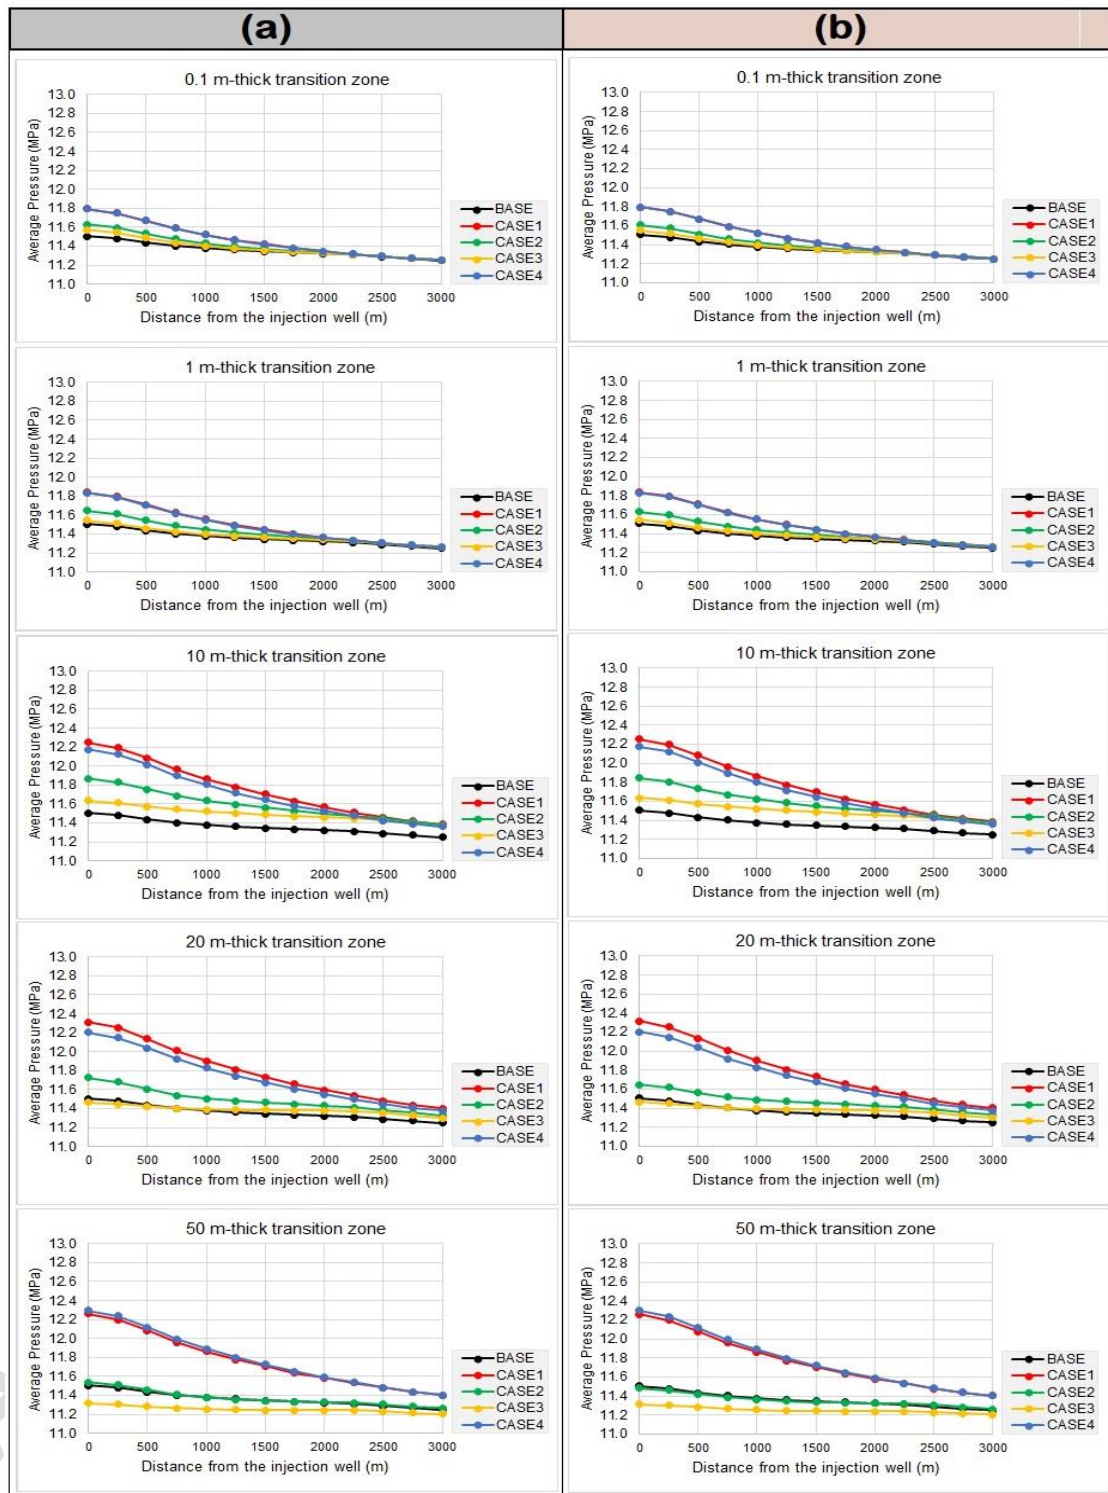 (a)
(b)
0.1 m-thick transition zone
Average Pressure (MPa)
13.0
12.8
12.6
12.4
12.2
12.0
11.8
11.6
11.4
11.2
11.0
0 500 1000 1500 2000 2500 3000
Distance from the injection well (m)
BASE
CASE1
CASE2
CASE3
CASE4
0.1 m-thick transition zone
Average Pressure (MPa)
13.0
12.8
12.6
12.4
12.2
12.0
11.8
11.6
11.4
11.2
11.0
0 500 1000 1500 2000 2500 3000
Distance from the injection well (m)
BASE
CASE1
CASE2
CASE3
CASE4
1 m-thick transition zone
Average Pressure (MPa)
13.0
12.8
12.6
12.4
12.2
12.0
11.8
11.6
11.4
11.2
11.0
0 500 1000 1500 2000 2500 3000
Distance from the injection well (m)
BASE
CASE1
CASE2
CASE3
CASE4
1 m-thick transition zone
Average Pressure (MPa)
13.0
12.8
12.6
12.4
12.2
12.0
11.8
11.6
11.4
11.2
11.0
0 500 1000 1500 2000 2500 3000
Distance from the injection well (m)
BASE
CASE1
CASE2
CASE3
CASE4
10 m-thick transition zone
Average Pressure (MPa)
13.0
12.8
12.6
12.4
12.2
12.0
11.8
11.6
11.4
11.2
11.0
0 500 1000 1500 2000 2500 3000
Distance from the injection well (m)
BASE
CASE1
CASE2
CASE3
CASE4
10 m-thick transition zone
Average Pressure (MPa)
13.0
12.8
12.6
12.4
12.2
12.0
11.8
11.6
11.4
11.2
11.0
0 500 1000 1500 2000 2500 3000
Distance from the injection well (m)
BASE
CASE1
CASE2
CASE3
CASE4
20 m-thick transition zone
Average Pressure (MPa)
13.0
12.8
12.6
12.4
12.2
12.0
11.8
11.6
11.4
11.2
11.0
0 500 1000 1500 2000 2500 3000
Distance from the injection well (m)
BASE
CASE1
CASE2
CASE3
CASE4
20 m-thick transition zone
Average Pressure (MPa)
13.0
12.8
12.6
12.4
12.2
12.0
11.8
11.6
11.4
11.2
11.0
0 500 1000 1500 2000 2500 3000
Distance from the injection well (m)
BASE
CASE1
CASE2
CASE3
CASE4
50 m-thick transition zone
Average Pressure (MPa)
13.0
12.8
12.6
12.4
12.2
12.0
11.8
11.6
11.4
11.2
11.0
0 500 1000 1500 2000 2500 3000
Distance from the injection well (m)
BASE
CASE1
CASE2
CASE3
CASE4
50 m-thick transition zone
Average Pressure (MPa)
13.0
12.8
12.6
12.4
12.2
12.0
11.8
11.6
11.4
11.2
11.0
0 500 1000 1500 2000 2500 3000
Distance from the injection well (m)
BASE
CASE1
CASE2
CASE3
CASE4